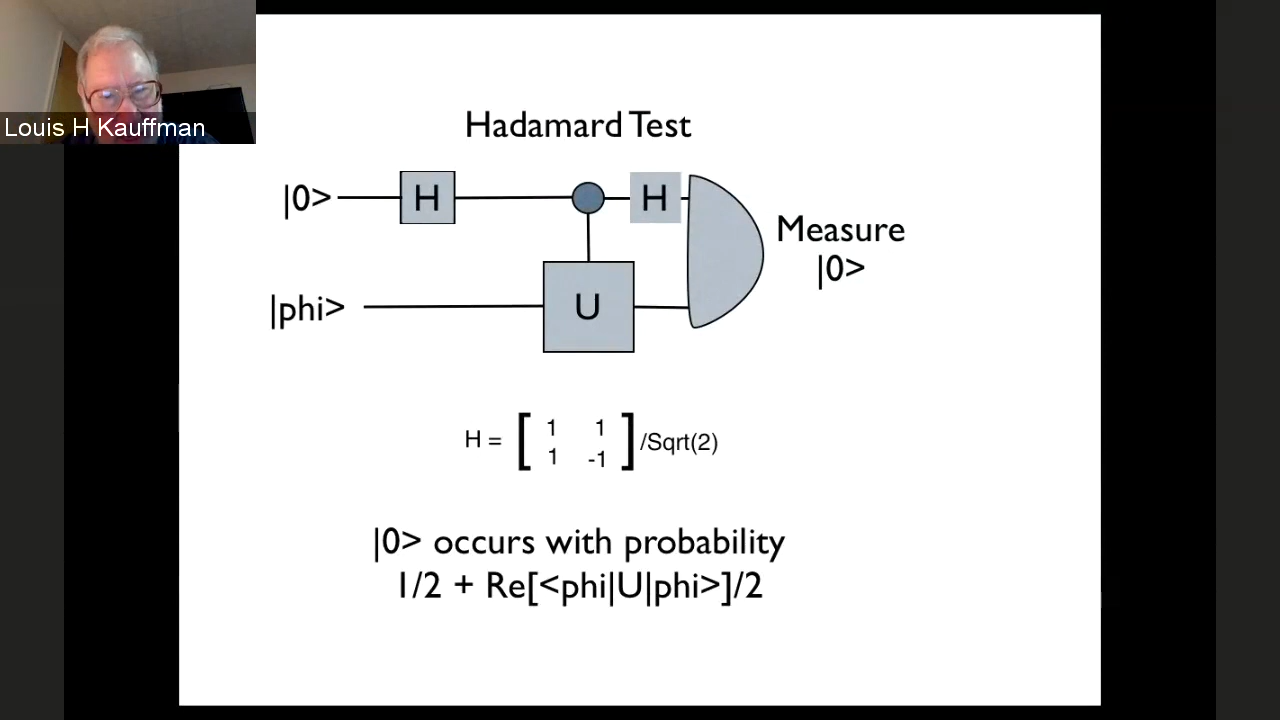 Louis H Kauffman
Hadamard Test
|0>
H
H
Measure
|0>
|phi>
U
H = [ 1 1
1 -1 ] /Sqrt(2)
|0> occurs with probability
1/2 + Re[<phi|U|phi>]/2